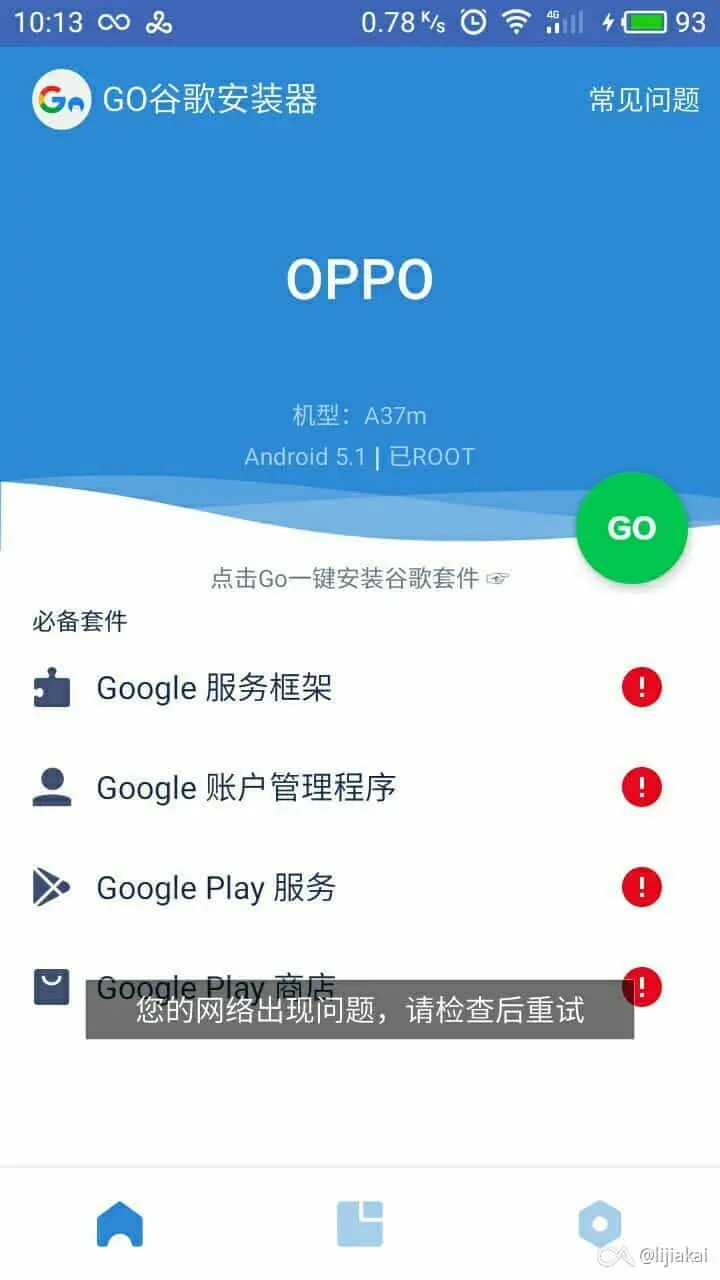 10:13 0.78 K/s 4G 93
GO谷歌安装器 常见问题
OPPO
机型：A37m
Android 5.1 | 已ROOT
GO
点击Go一键安装谷歌套件 ☞
必备套件
Google 服务框架
Google 账户管理程序
Google Play 服务
Google Play 商店
您的网络出现问题，请检查后重试
@lijiakai